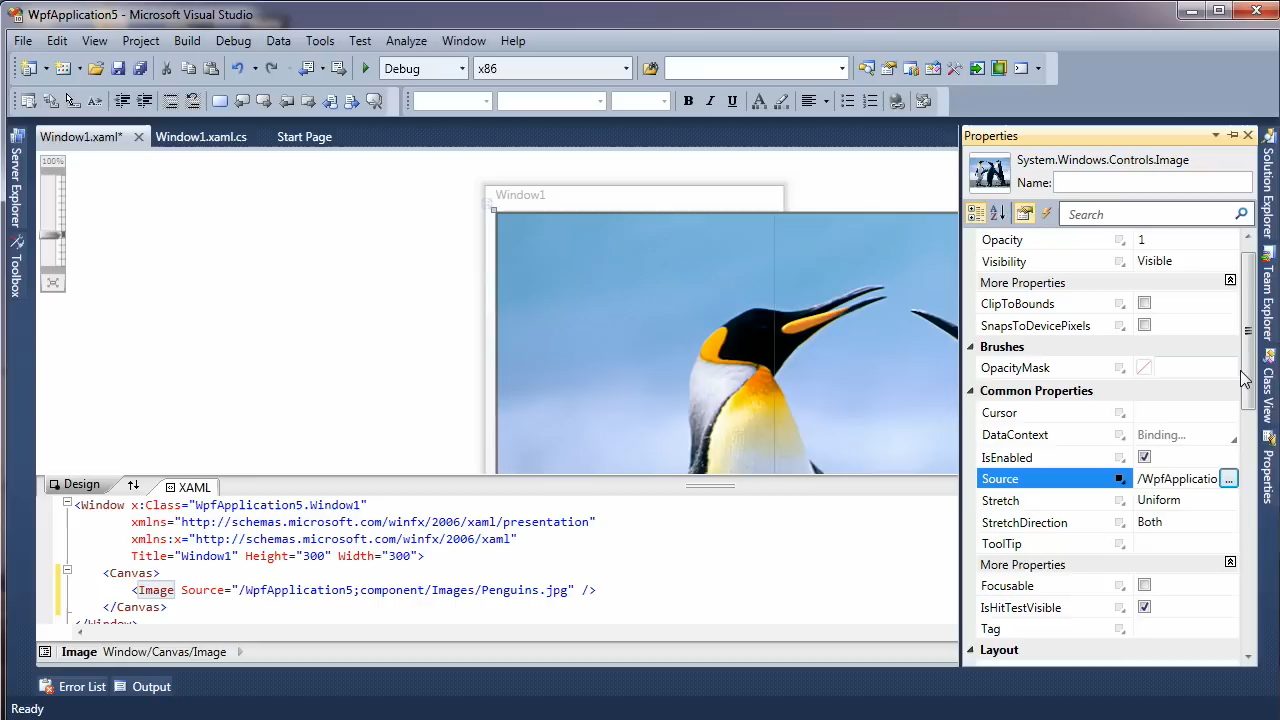 WpfApplication5 - Microsoft Visual Studio
File Edit View Project Build Debug Data Tools Test Analyze Window Help
Debug x86
Window1.xaml* Window1.xaml.cs Start Page
Server Explorer
Toolbox
100%
Window1
Properties
System.Windows.Controls.Image
Name:
Search
Opacity 1
Visibility Visible
More Properties
ClipToBounds
SnapsToDevicePixels
Brushes
OpacityMask
Common Properties
Cursor
DataContext Binding...
IsEnabled
Source /WpfApplicatio ...
Stretch Uniform
StretchDirection Both
ToolTip
More Properties
Focusable
IsHitTestVisible
Tag
Layout
Solution Explorer
Team Explorer
Class View
Properties
Design XAML
<Window x:Class="WpfApplication5.Window1"
xmlns="http://schemas.microsoft.com/winfx/2006/xaml/presentation"
xmlns:x="http://schemas.microsoft.com/winfx/2006/xaml"
Title="Window1" Height="300" Width="300">
<Canvas>
<Image Source="/WpfApplication5;component/Images/Penguins.jpg" />
</Canvas>
</Window>
Image Window/Canvas/Image
Error List Output
Ready